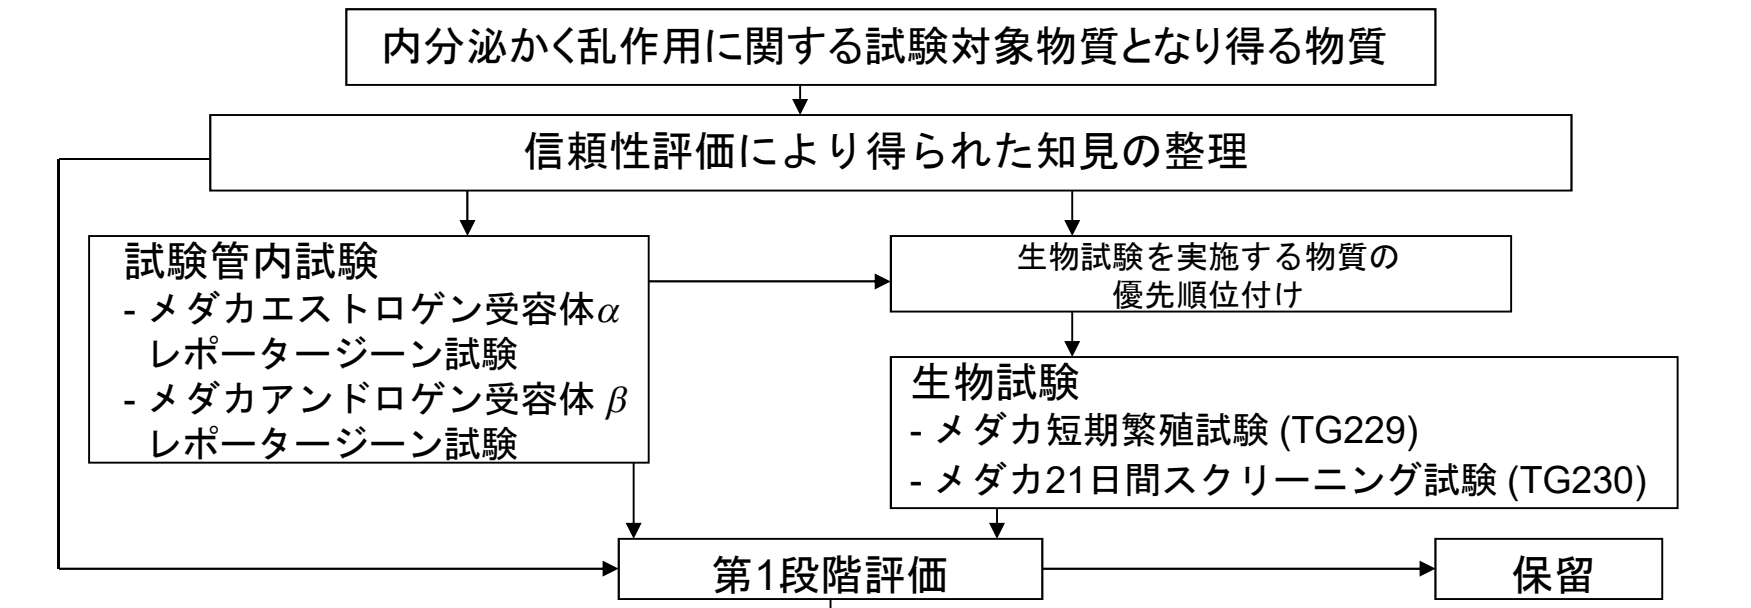 内分泌かく乱作用に関する試験対象物質となり得る物質
信頼性評価により得られた知見の整理
試験管内試験
- メダカエストロゲン受容体α
レポータージーン試験
- メダカアンドロゲン受容体 β
レポータージーン試験
生物試験を実施する物質の
優先順位付け
生物試験
- メダカ短期繁殖試験 (TG229)
- メダカ21日間スクリーニング試験 (TG230)
第1段階評価
保留